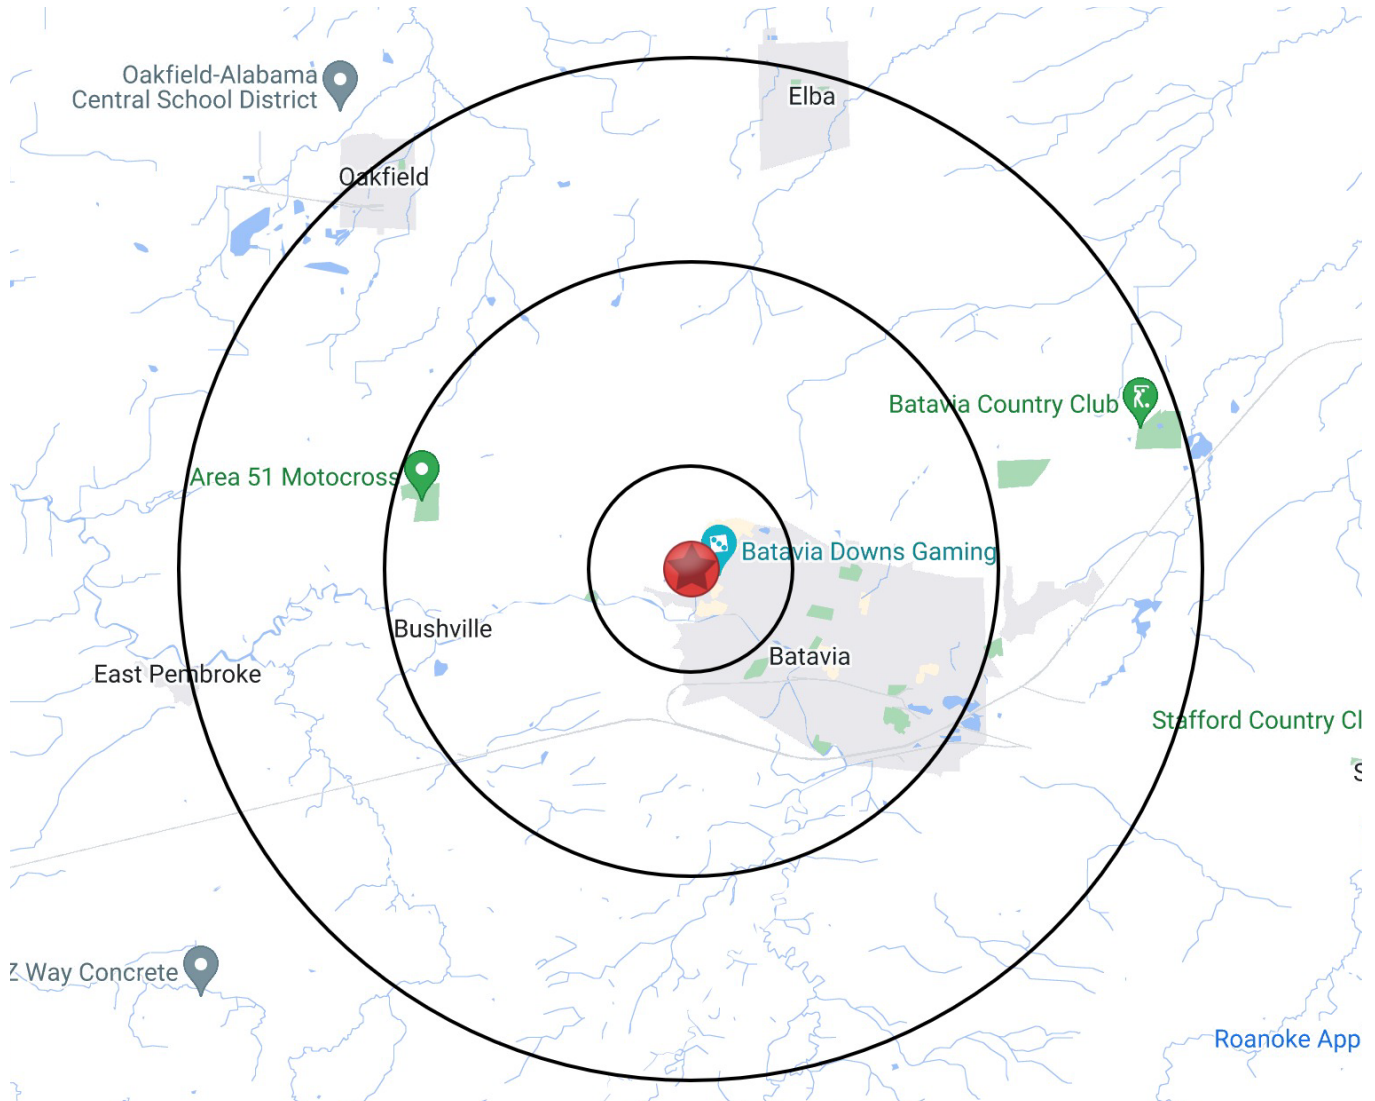 Oakfield-Alabama
Central School District
Elba
Oakfield
Batavia Country Club
Area 51 Motocross
Batavia Downs Gaming
Bushville
Batavia
East Pembroke
Stafford Country Cl
S
Z Way Concrete
Roanoke App